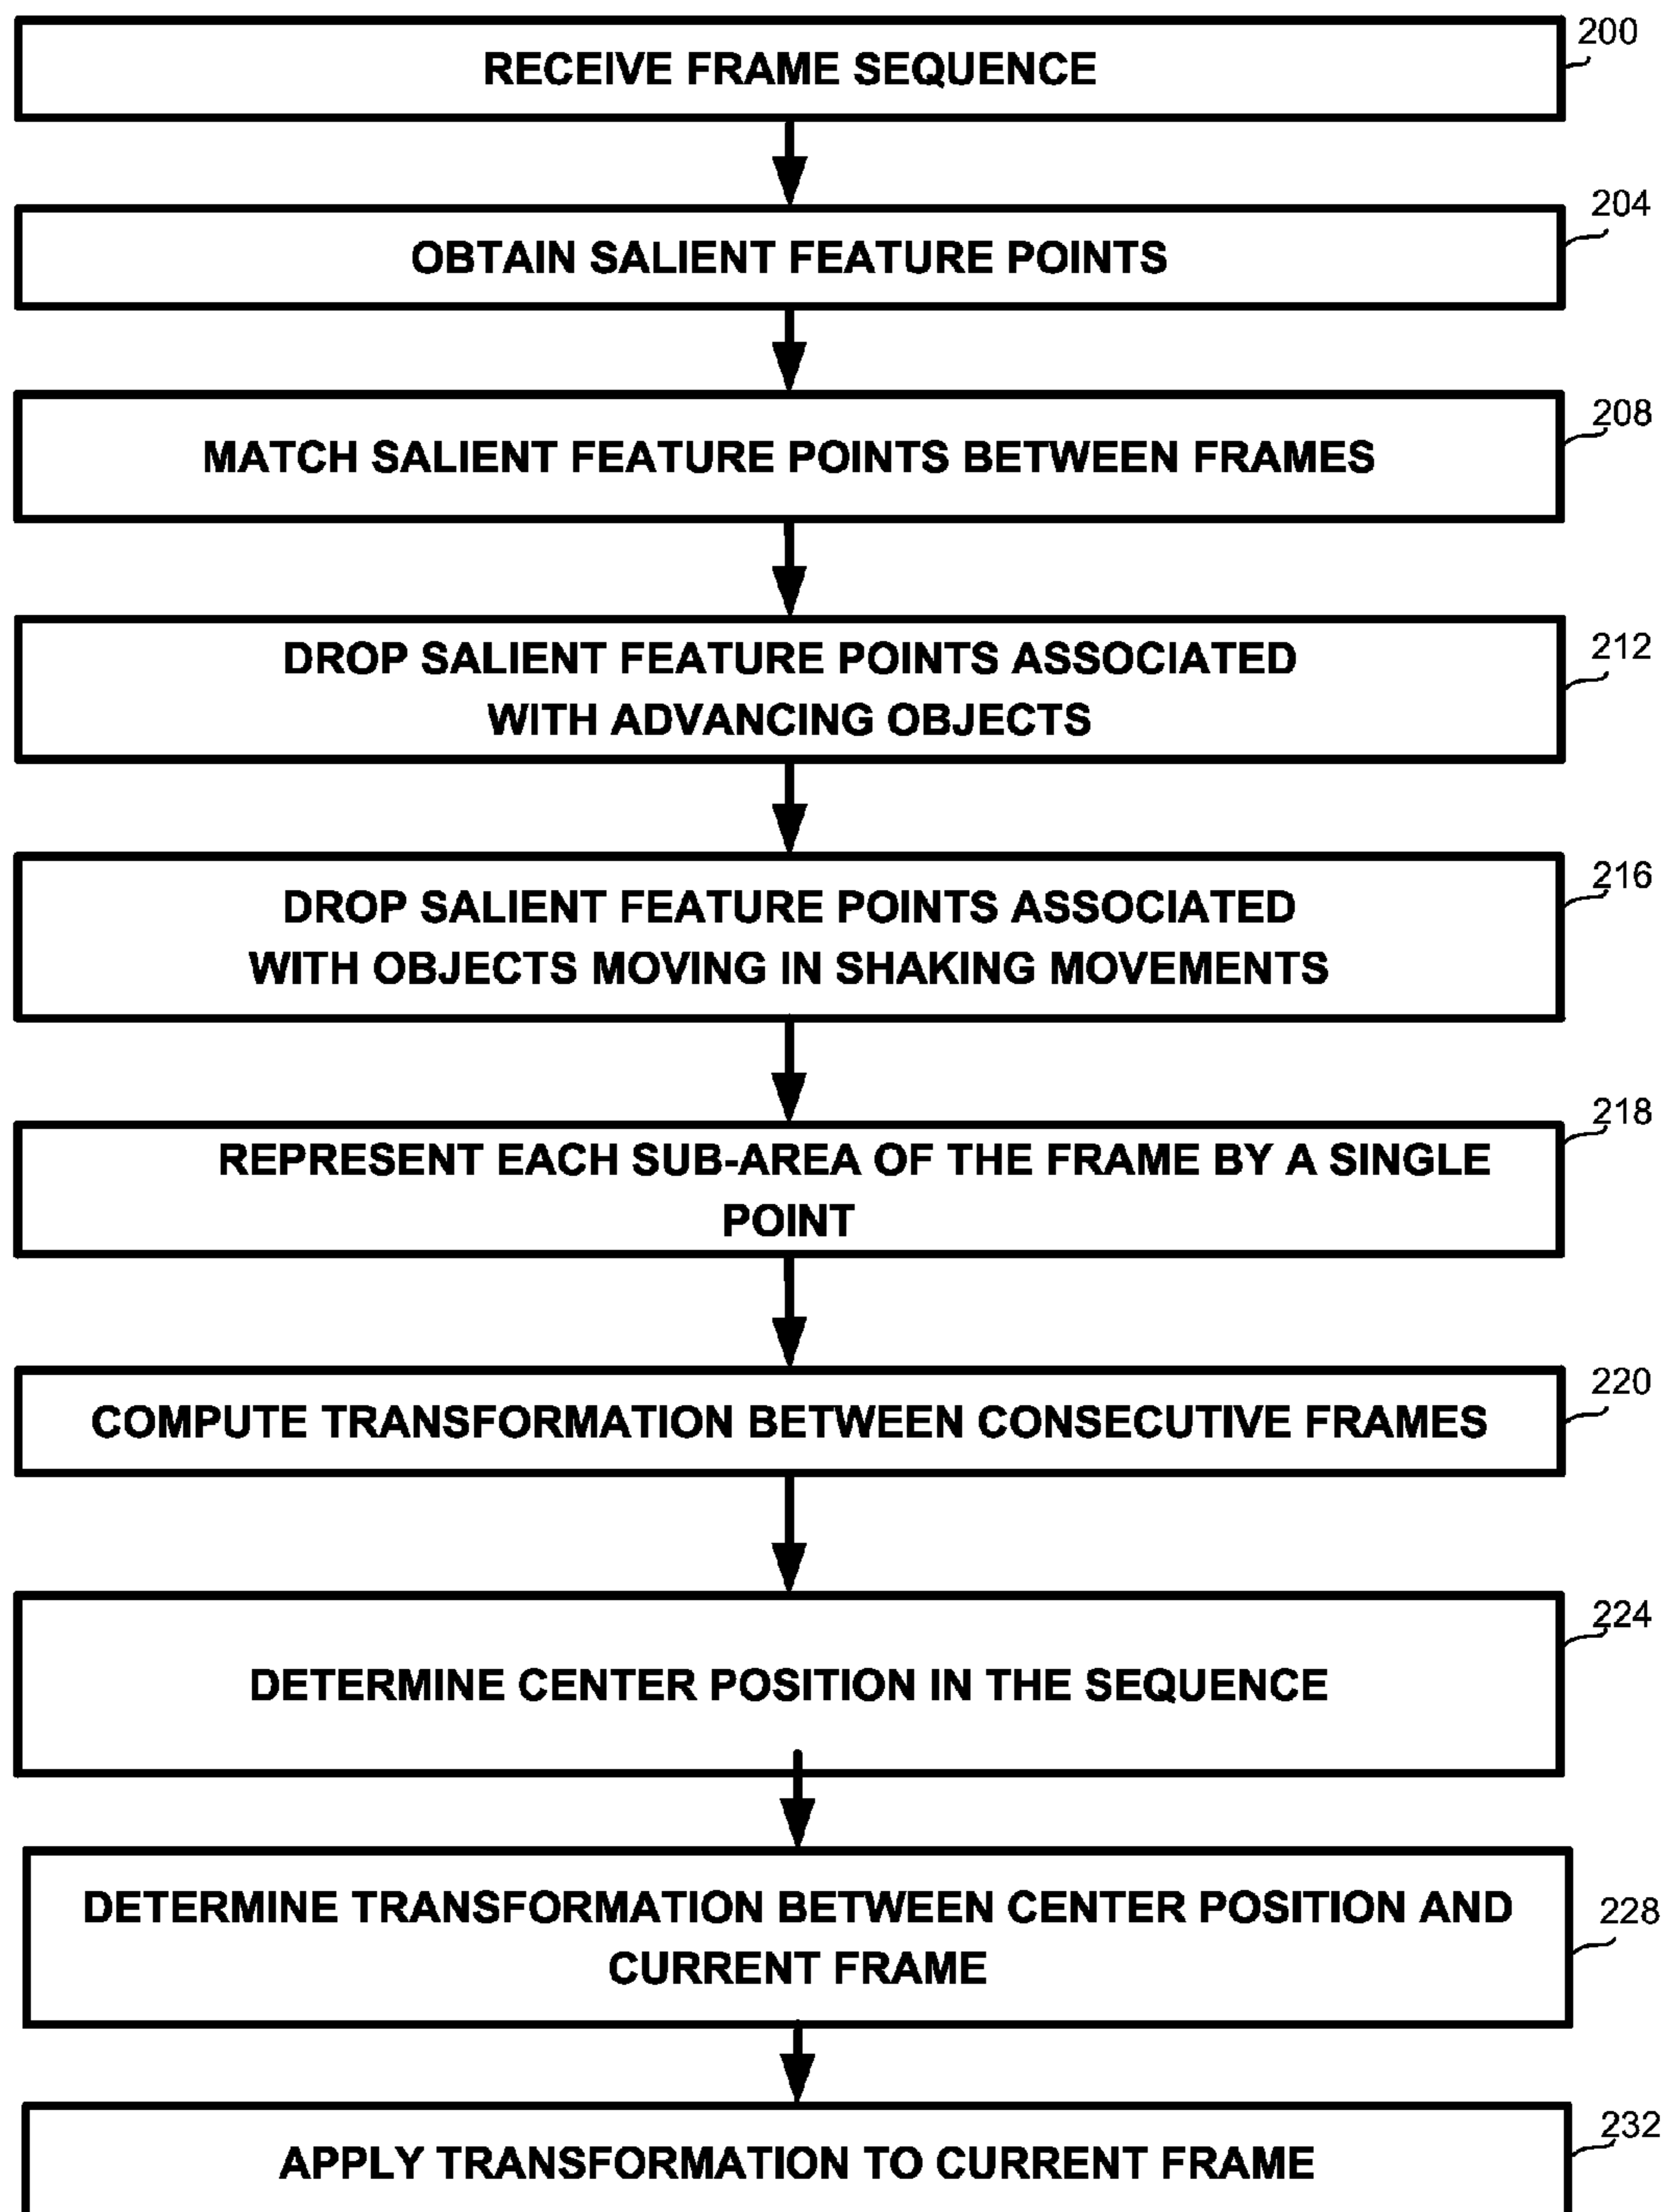 200
RECEIVE FRAME SEQUENCE
204
OBTAIN SALIENT FEATURE POINTS
208
MATCH SALIENT FEATURE POINTS BETWEEN FRAMES
212
DROP SALIENT FEATURE POINTS ASSOCIATED
WITH ADVANCING OBJECTS
216
DROP SALIENT FEATURE POINTS ASSOCIATED
WITH OBJECTS MOVING IN SHAKING MOVEMENTS
218
REPRESENT EACH SUB-AREA OF THE FRAME BY A SINGLE
POINT
220
COMPUTE TRANSFORMATION BETWEEN CONSECUTIVE FRAMES
224
DETERMINE CENTER POSITION IN THE SEQUENCE
228
DETERMINE TRANSFORMATION BETWEEN CENTER POSITION AND
CURRENT FRAME
232
APPLY TRANSFORMATION TO CURRENT FRAME